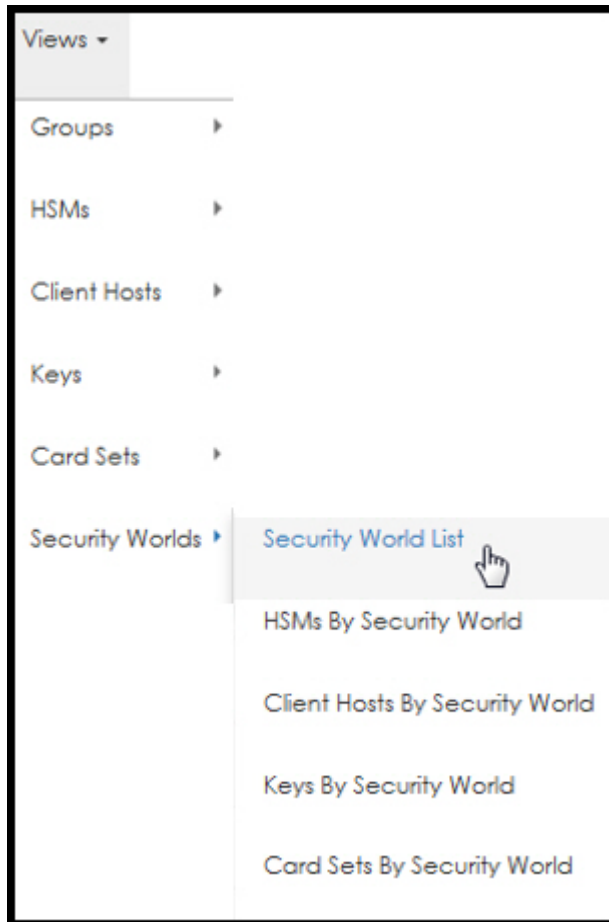 Views
Groups
HSMs
Client Hosts
Keys
Card Sets
Security Worlds
Security World List
HSMs By Security World
Client Hosts By Security World
Keys By Security World
Card Sets By Security World